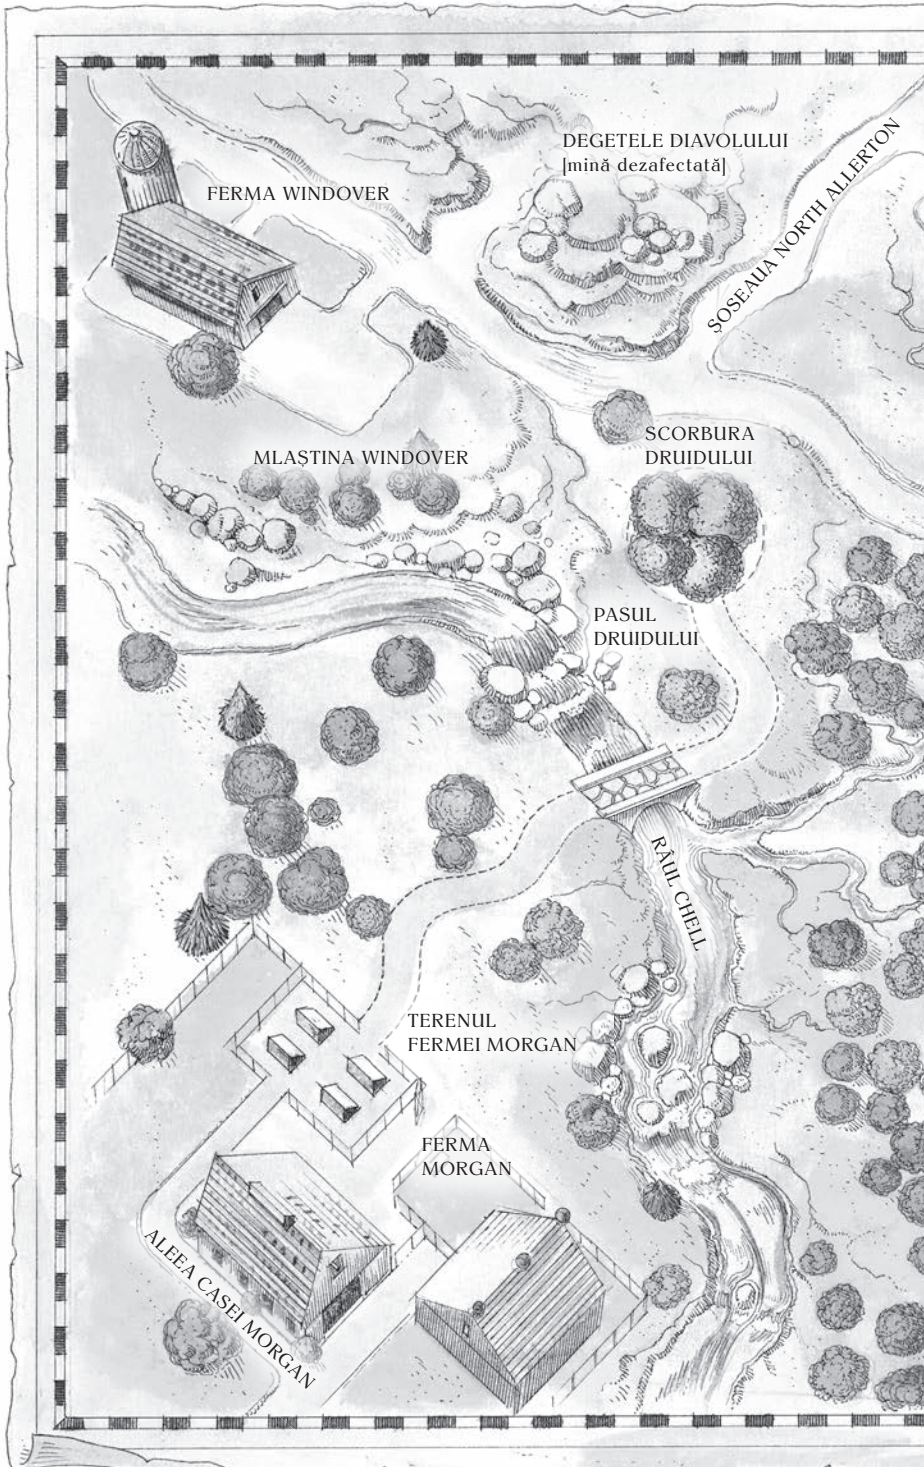 DEGETELE DIAVOLULUI
[mină dezafectată]
FERMA WINDOVER
ȘOSEAUA NORTH ALLERTON
SCORBURA
DRUIDULUI
MLAȘTINA WINDOVER
PASUL
DRUIDULUI
RÂUL CHELL
TERENUL
FERMEI MORGAN
FERMA
MORGAN
ALEEA CASEI MORGAN